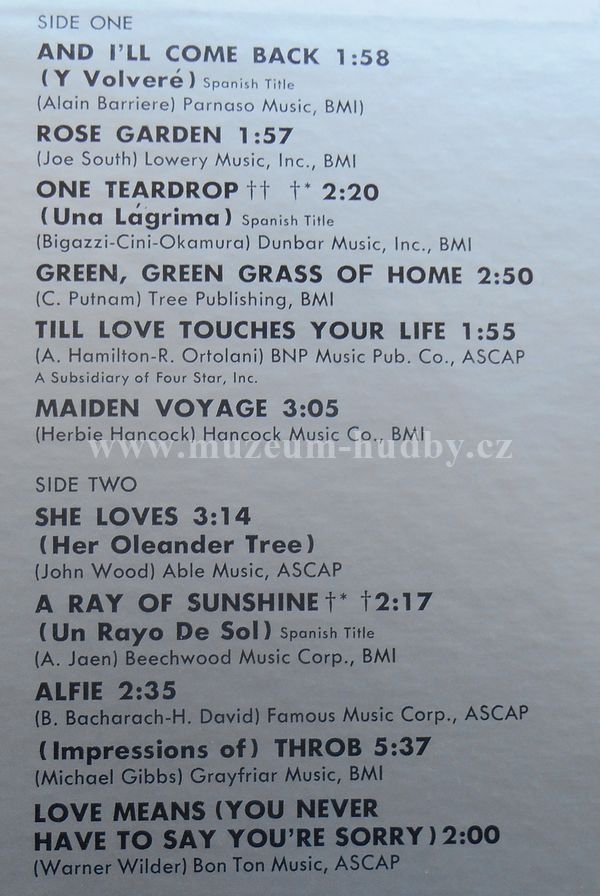 SIDE ONE
AND I'LL COME BACK 1:58
(Y Volveré) Spanish Title
(Alain Barriere) Parnaso Music, BMI)
ROSE GARDEN 1:57
(Joe South) Lowery Music, Inc., BMI
ONE TEARDROP†† †* 2:20
(Una Lágrima) Spanish Title
(Bigazzi-Cini-Okamura) Dunbar Music, Inc., BMI
GREEN, GREEN GRASS OF HOME 2:50
(C. Putnam) Tree Publishing, BMI
TILL LOVE TOUCHES YOUR LIFE 1:55
(A. Hamilton-R. Ortolani) BNP Music Pub. Co., ASCAP
A Subsidiary of Four Star, Inc.
MAIDEN VOYAGE 3:05
(Herbie Hancock) Hancock Music Co., BMI
www.muzeum-hudby.cz
SIDE TWO
SHE LOVES 3:14
(Her Oleander Tree)
(John Wood) Able Music, ASCAP
A RAY OF SUNSHINE†* †2:17
(Un Rayo De Sol) Spanish Title
(A. Jaen) Beechwood Music Corp., BMI
ALFIE 2:35
(B. Bacharach-H. David) Famous Music Corp., ASCAP
(Impressions of) THROB 5:37
(Michael Gibbs) Grayfriar Music, BMI
LOVE MEANS (YOU NEVER
HAVE TO SAY YOU'RE SORRY) 2:00
(Warner Wilder) Bon Ton Music, ASCAP